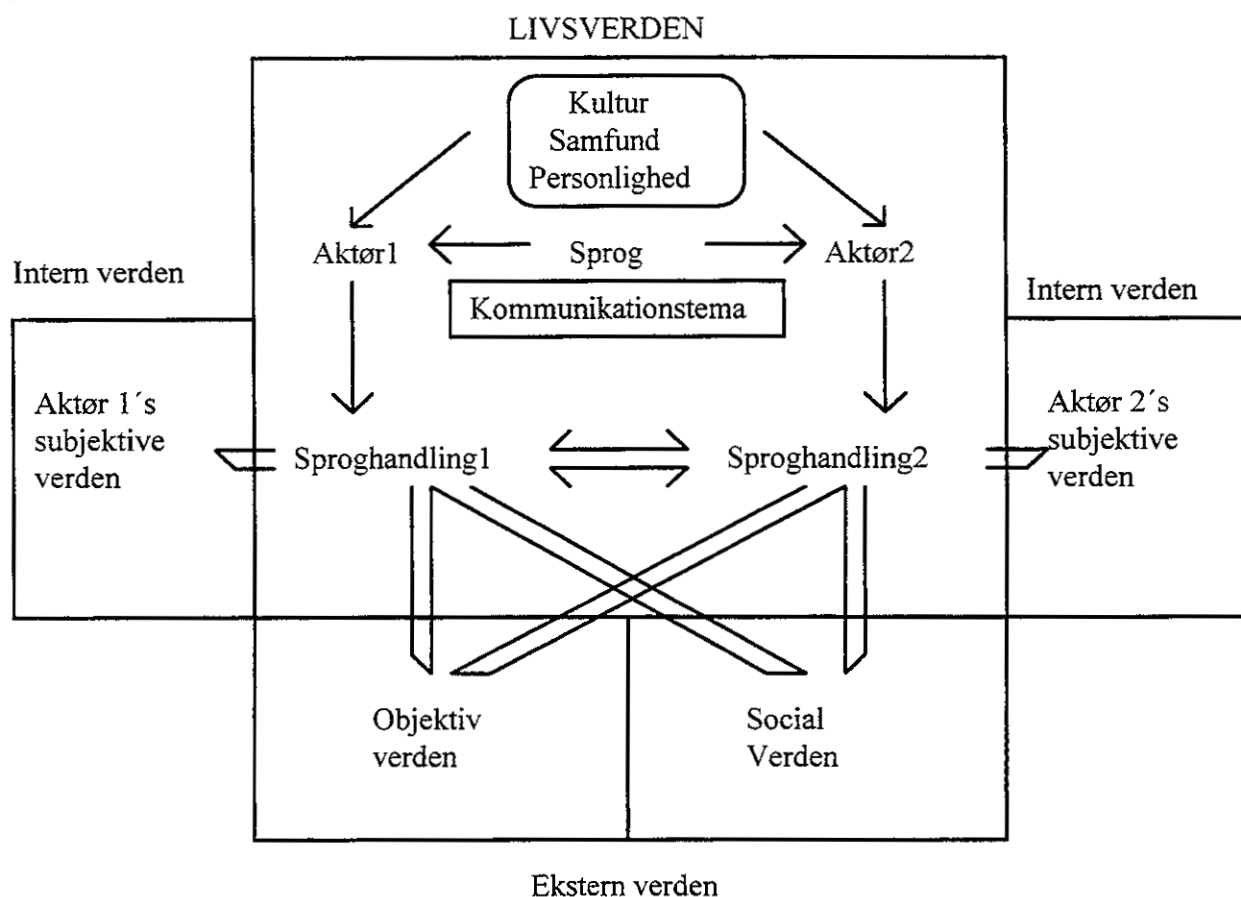 LIVSVERDEN
Kultur
Samfund
Personlighed
Aktør1
Sprog
Aktør2
Intern verden
Intern verden
Kommunikationstema
Aktør 1´s
subjektive
verden
Aktør 2´s
subjektive
verden
Sproghandling1
Sproghandling2
Objektiv
verden
Social
Verden
Ekstern verden